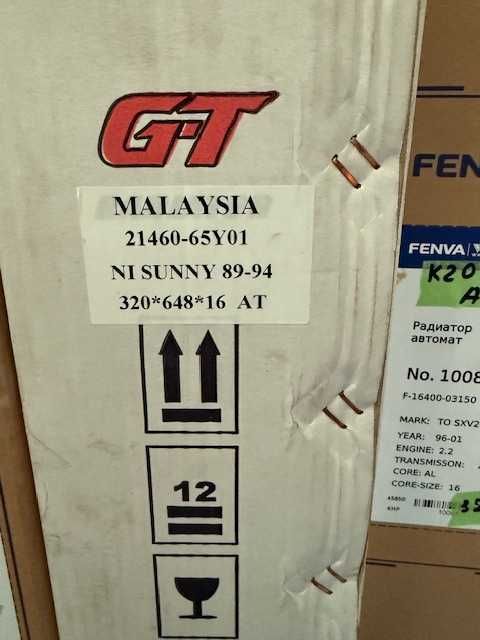 G-T
MALAYSIA
21460-65Y01
NI SUNNY 89-94
320*648*16 AT
12
FENVA
K20
Радиатор
автомат
No. 1008
F-16400-03150
MARK: TO SXV2
YEAR: 96-01
ENGINE: 2.2
TRANSMISSON:
CORE: AL
CORE-SIZE: 16